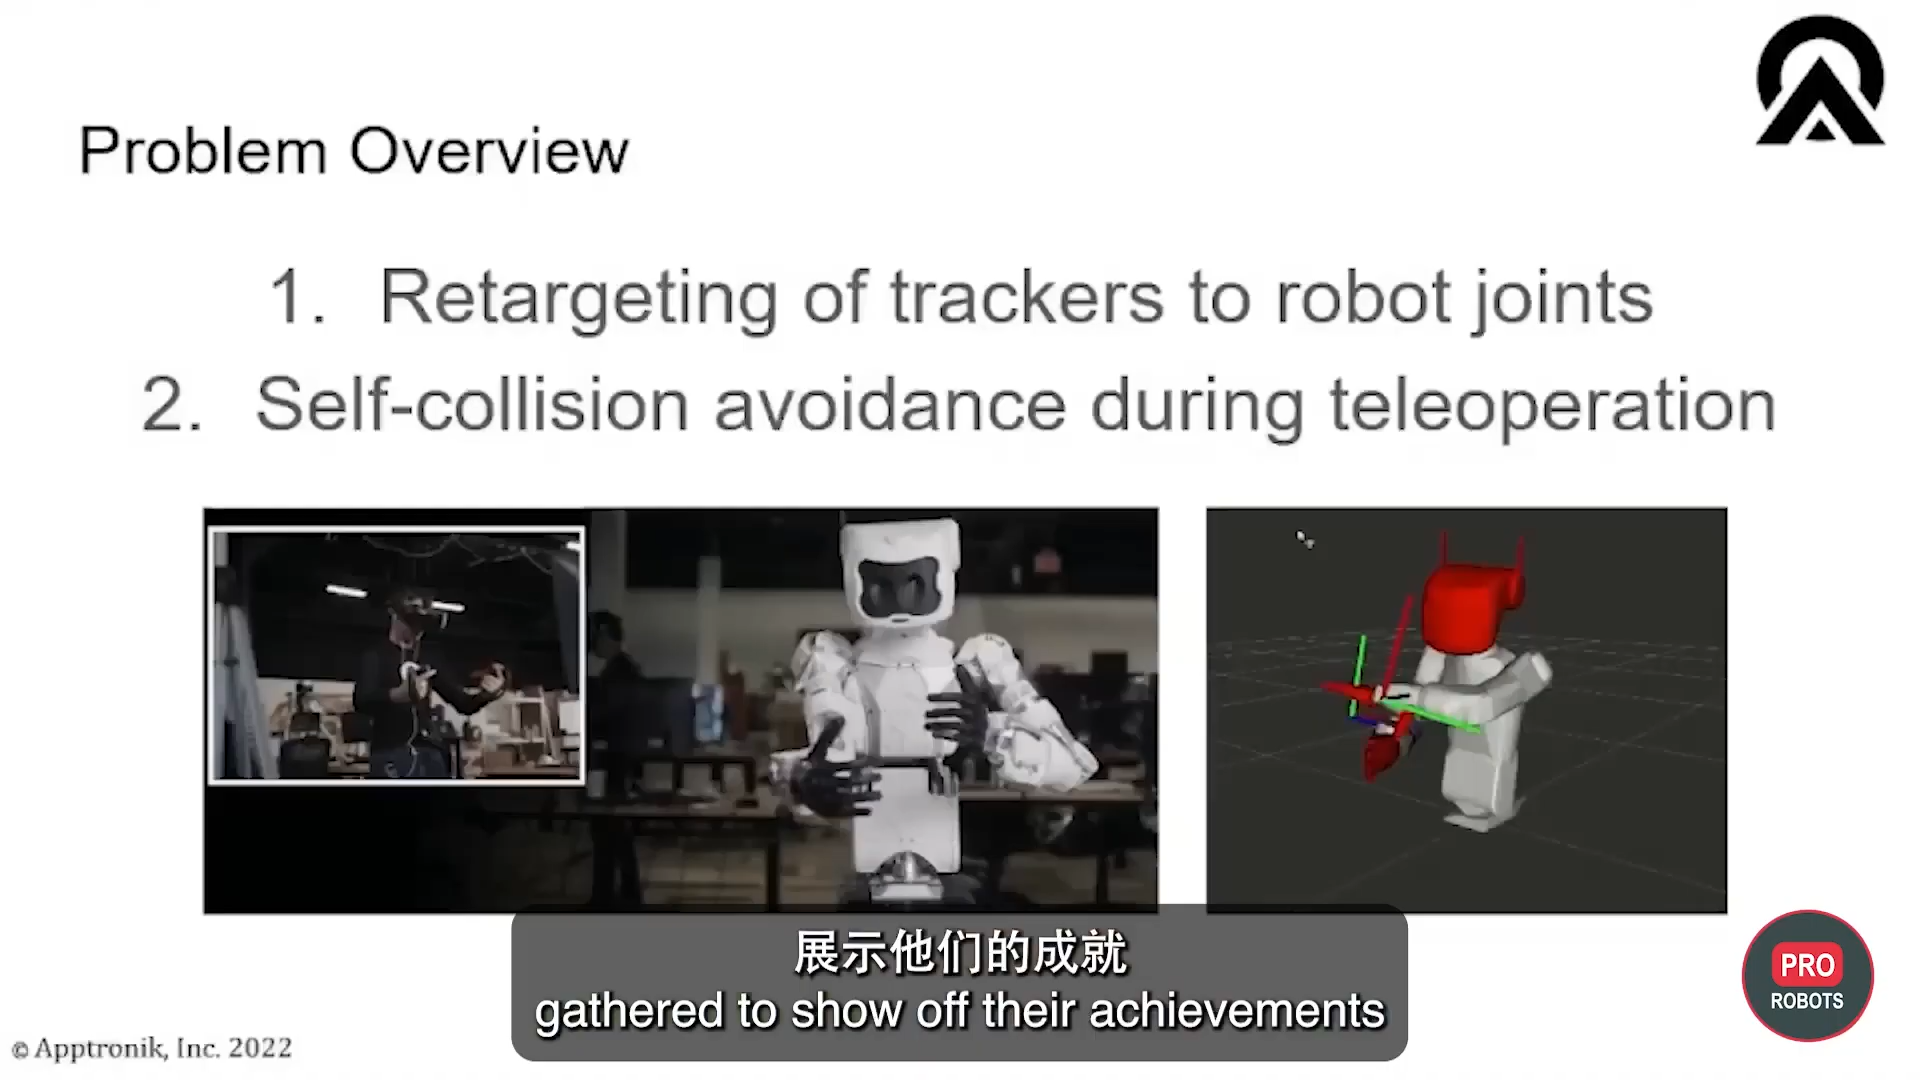 Problem Overview
1. Retargeting of trackers to robot joints
2. Self-collision avoidance during teleoperation
展示他们的成就
gathered to show off their achievements
PRO
ROBOTS
© Apptronik, Inc. 2022